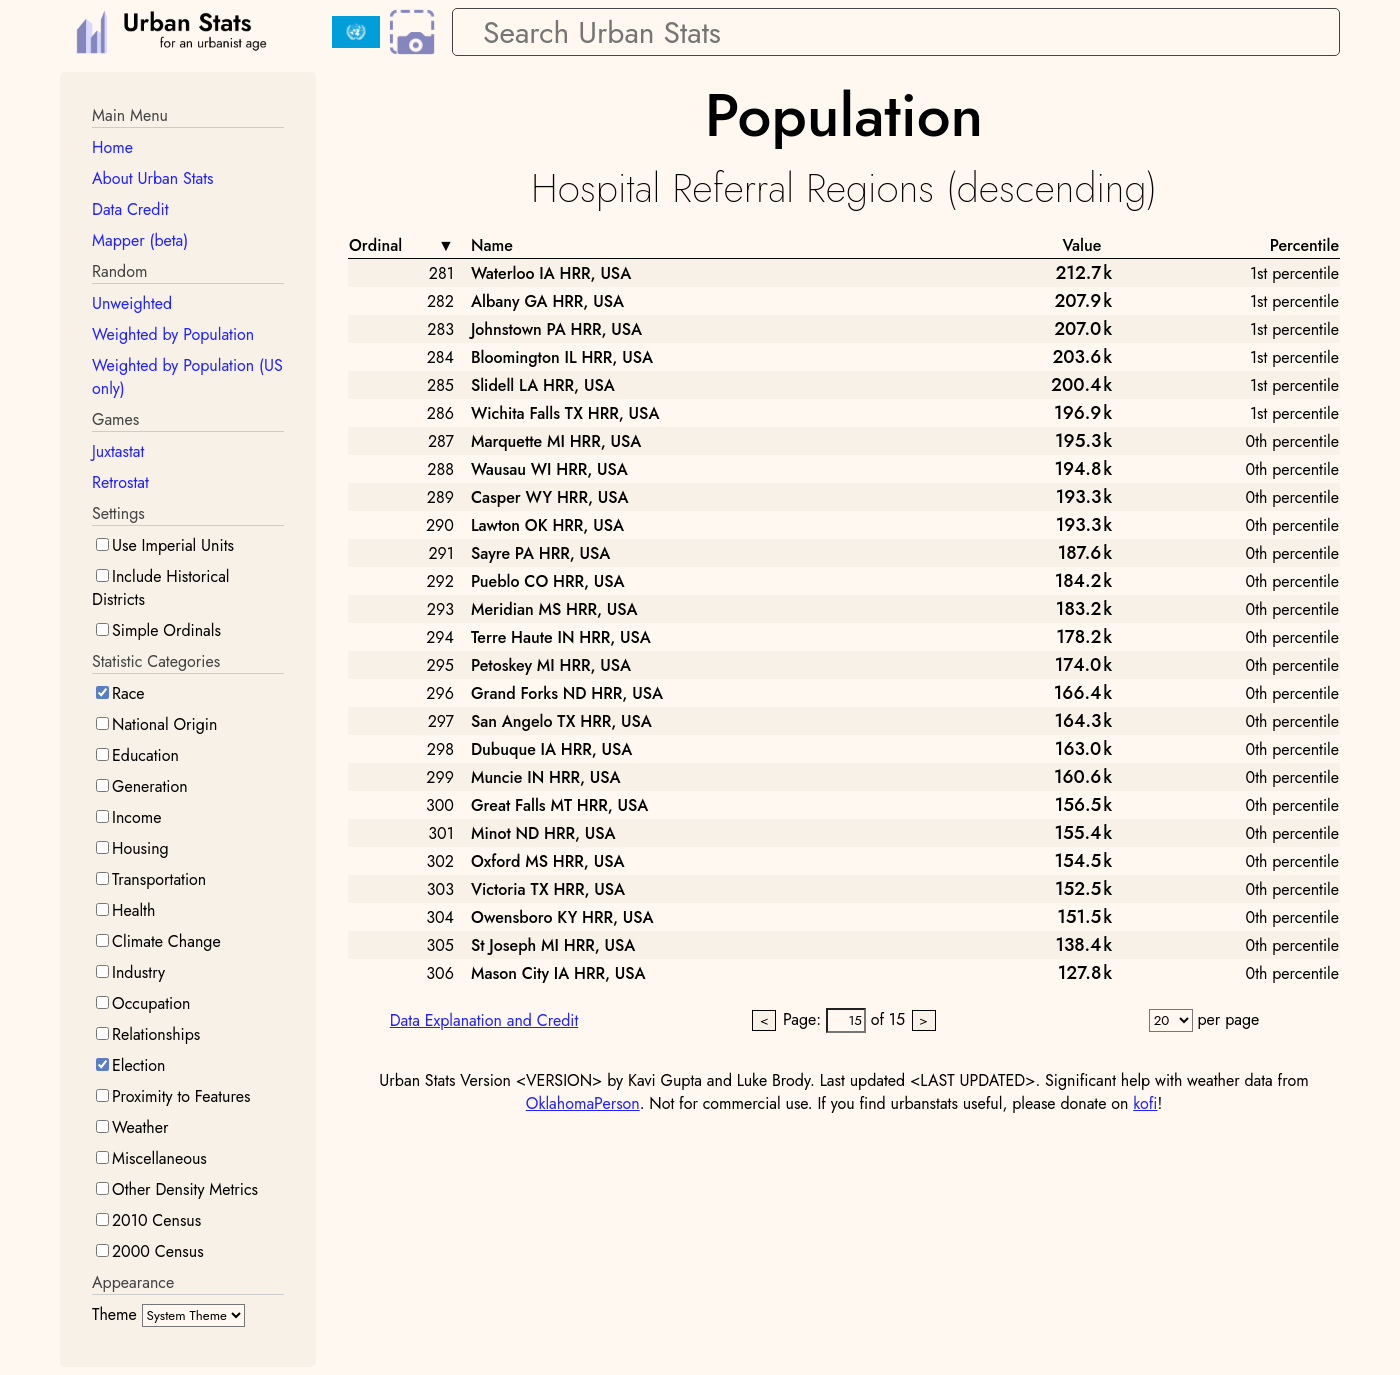 Urban Stats
for an urbanist age
Search Urban Stats
Main Menu
Home
About Urban Stats
Data Credit
Mapper (beta)
Random
Unweighted
Weighted by Population
Weighted by Population (US
only)
Games
Juxtastat
Retrostat
Settings
Use Imperial Units
Include Historical
Districts
Simple Ordinals
Statistic Categories
Race
National Origin
Education
Generation
Income
Housing
Transportation
Health
Climate Change
Industry
Occupation
Relationships
Election
Proximity to Features
Weather
Miscellaneous
Other Density Metrics
2010 Census
2000 Census
Appearance
Theme System Theme
Population
Hospital Referral Regions (descending)
Ordinal ▼ Name Value Percentile
281 Waterloo IA HRR, USA 212.7k 1st percentile
282 Albany GA HRR, USA 207.9k 1st percentile
283 Johnstown PA HRR, USA 207.0k 1st percentile
284 Bloomington IL HRR, USA 203.6k 1st percentile
285 Slidell LA HRR, USA 200.4k 1st percentile
286 Wichita Falls TX HRR, USA 196.9k 1st percentile
287 Marquette MI HRR, USA 195.3k 0th percentile
288 Wausau WI HRR, USA 194.8k 0th percentile
289 Casper WY HRR, USA 193.3k 0th percentile
290 Lawton OK HRR, USA 193.3k 0th percentile
291 Sayre PA HRR, USA 187.6k 0th percentile
292 Pueblo CO HRR, USA 184.2k 0th percentile
293 Meridian MS HRR, USA 183.2k 0th percentile
294 Terre Haute IN HRR, USA 178.2k 0th percentile
295 Petoskey MI HRR, USA 174.0k 0th percentile
296 Grand Forks ND HRR, USA 166.4k 0th percentile
297 San Angelo TX HRR, USA 164.3k 0th percentile
298 Dubuque IA HRR, USA 163.0k 0th percentile
299 Muncie IN HRR, USA 160.6k 0th percentile
300 Great Falls MT HRR, USA 156.5k 0th percentile
301 Minot ND HRR, USA 155.4k 0th percentile
302 Oxford MS HRR, USA 154.5k 0th percentile
303 Victoria TX HRR, USA 152.5k 0th percentile
304 Owensboro KY HRR, USA 151.5k 0th percentile
305 St Joseph MI HRR, USA 138.4k 0th percentile
306 Mason City IA HRR, USA 127.8k 0th percentile
Data Explanation and Credit < Page: 15 of 15 > 20 per page
Urban Stats Version <VERSION> by Kavi Gupta and Luke Brody. Last updated <LAST UPDATED>. Significant help with weather data from
OklahomaPerson. Not for commercial use. If you find urbanstats useful, please donate on kofi!